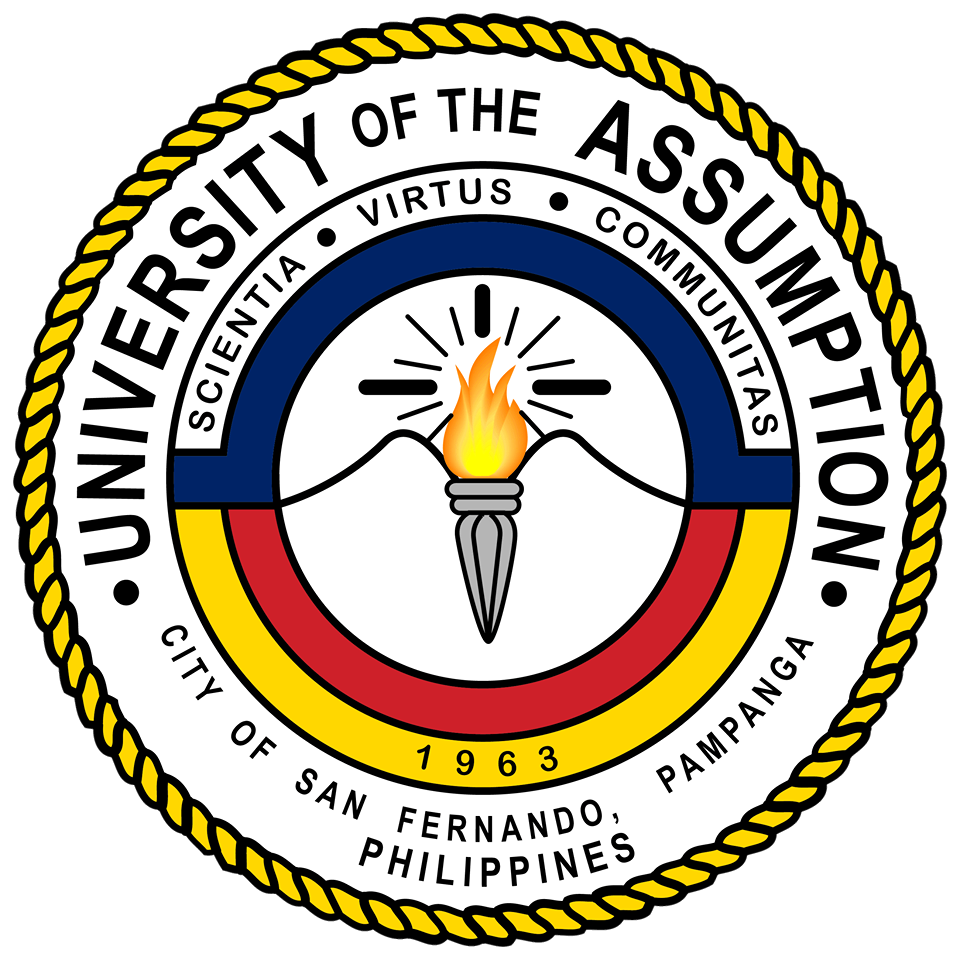 UNIVERSITY OF THE ASSUMPTION
SCIENTIA • VIRTUS • COMMUNITAS
1963
CITY OF SAN FERNANDO, PAMPANGA
PHILIPPINES